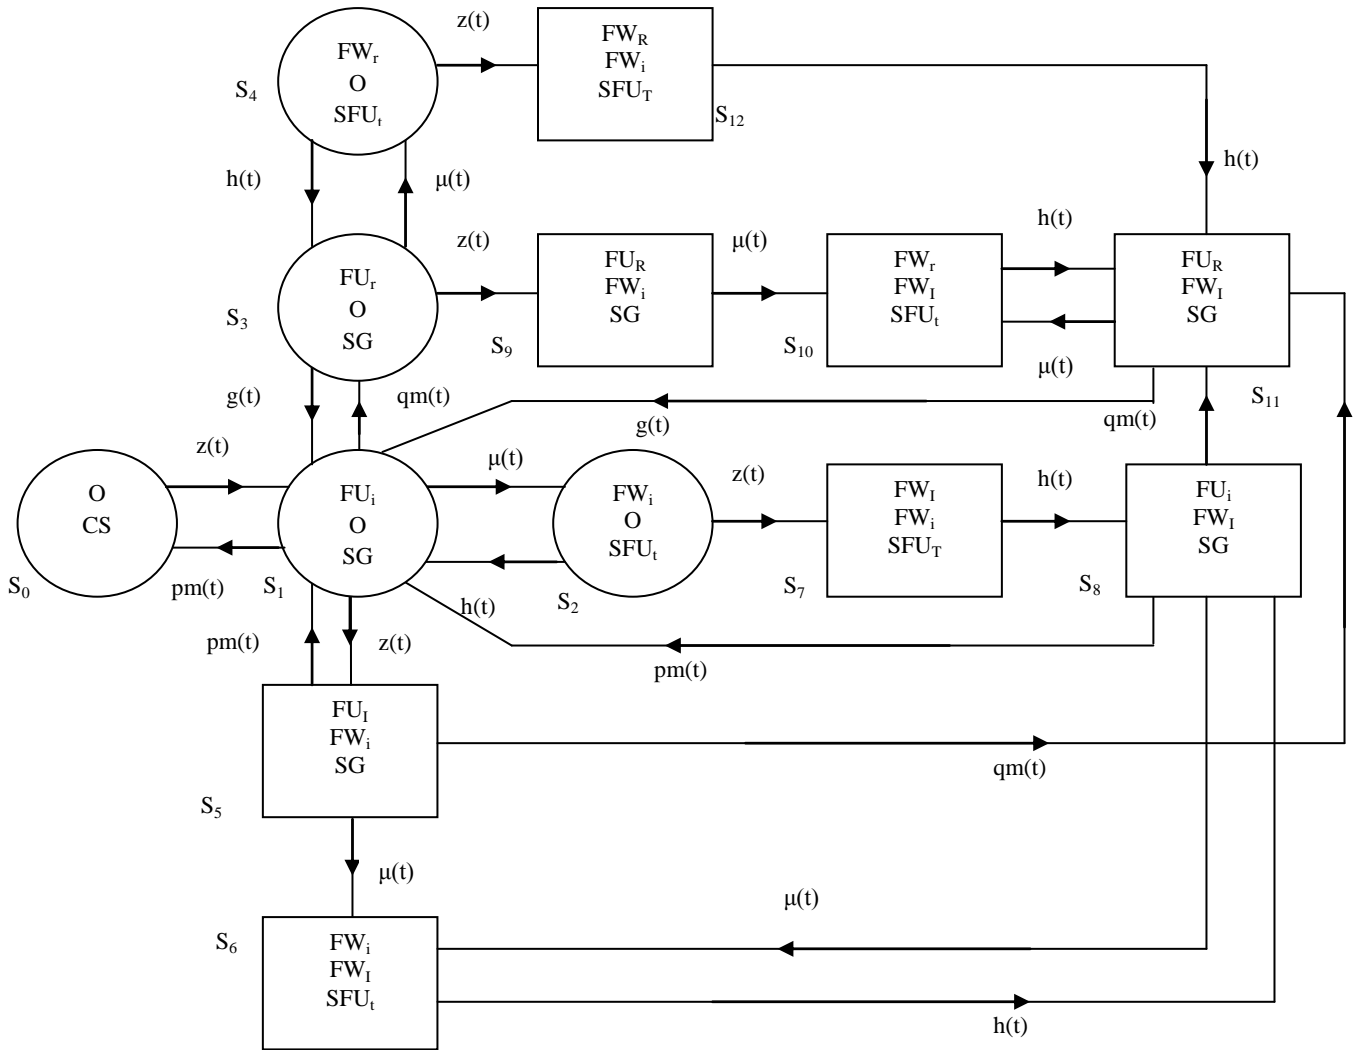 z(t)
FW_r
O
SFU_t
S_4
FW_R
FW_i
SFU_T
S_12
h(t)
μ(t)
h(t)
z(t)
μ(t)
h(t)
FU_r
O
SG
S_3
FU_R
FW_i
SG
S_9
FW_r
FW_I
SFU_t
S_10
FU_R
FW_I
SG
S_11
μ(t)
g(t)
qm(t)
g(t)
qm(t)
z(t)
μ(t)
z(t)
h(t)
O
CS
S_0
FU_i
O
SG
S_1
FW_i
O
SFU_t
S_2
FW_I
FW_i
SFU_T
S_7
FU_i
FW_I
SG
S_8
pm(t)
h(t)
pm(t)
z(t)
pm(t)
FU_I
FW_i
SG
S_5
qm(t)
μ(t)
μ(t)
S_6
FW_i
FW_I
SFU_t
h(t)